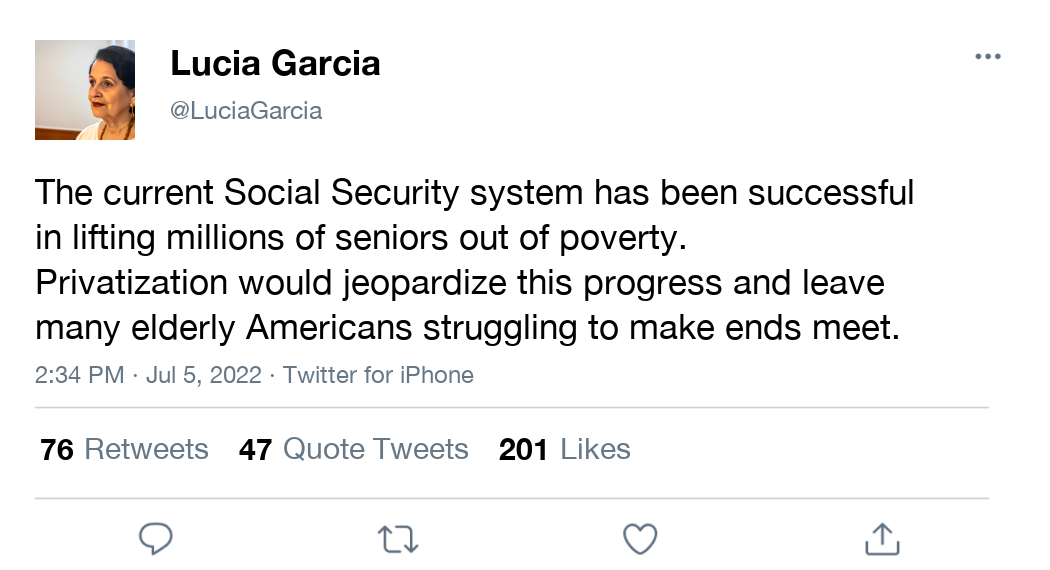 Lucia Garcia
@LuciaGarcia
The current Social Security system has been successful
in lifting millions of seniors out of poverty.
Privatization would jeopardize this progress and leave
many elderly Americans struggling to make ends meet.
2:34 PM · Jul 5, 2022 · Twitter for iPhone
76 Retweets 47 Quote Tweets 201 Likes